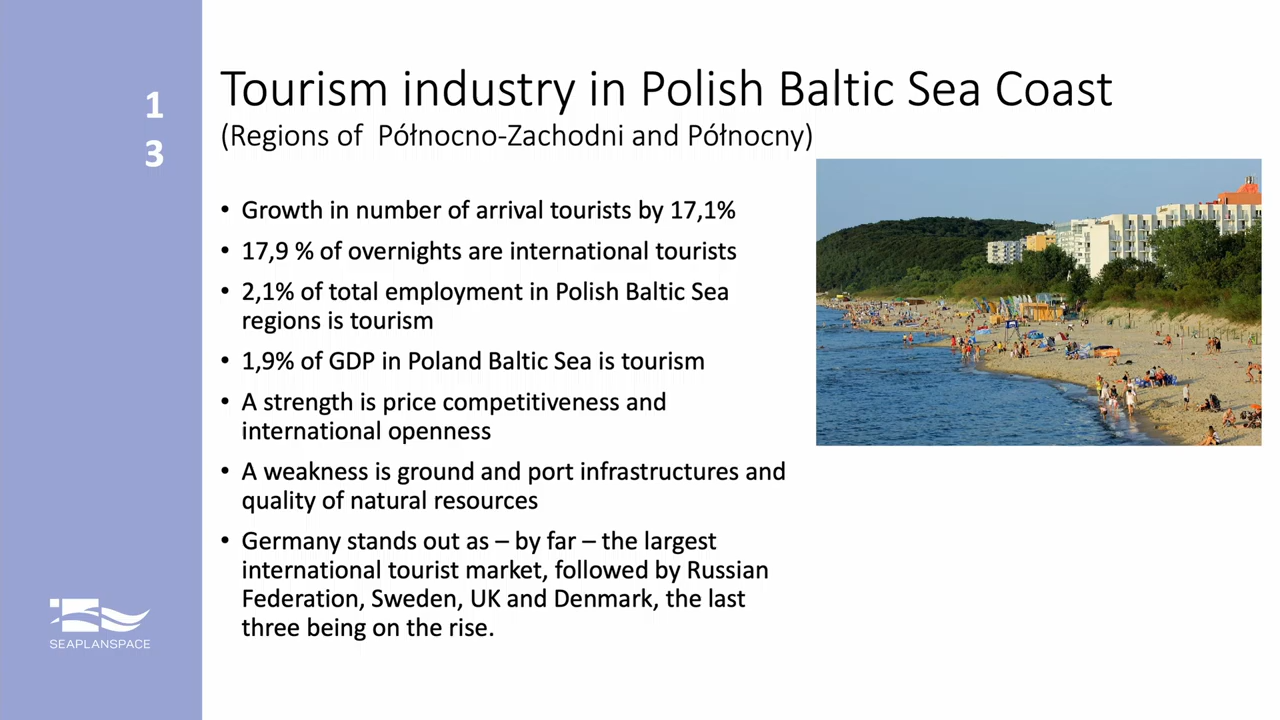 1
3
Tourism industry in Polish Baltic Sea Coast
(Regions of Północno-Zachodni and Północny)
• Growth in number of arrival tourists by 17,1%
• 17,9 % of overnights are international tourists
• 2,1% of total employment in Polish Baltic Sea
regions is tourism
• 1,9% of GDP in Poland Baltic Sea is tourism
• A strength is price competitiveness and
international openness
• A weakness is ground and port infrastructures and
quality of natural resources
• Germany stands out as – by far – the largest
international tourist market, followed by Russian
Federation, Sweden, UK and Denmark, the last
three being on the rise.
SEAPLANSPACE